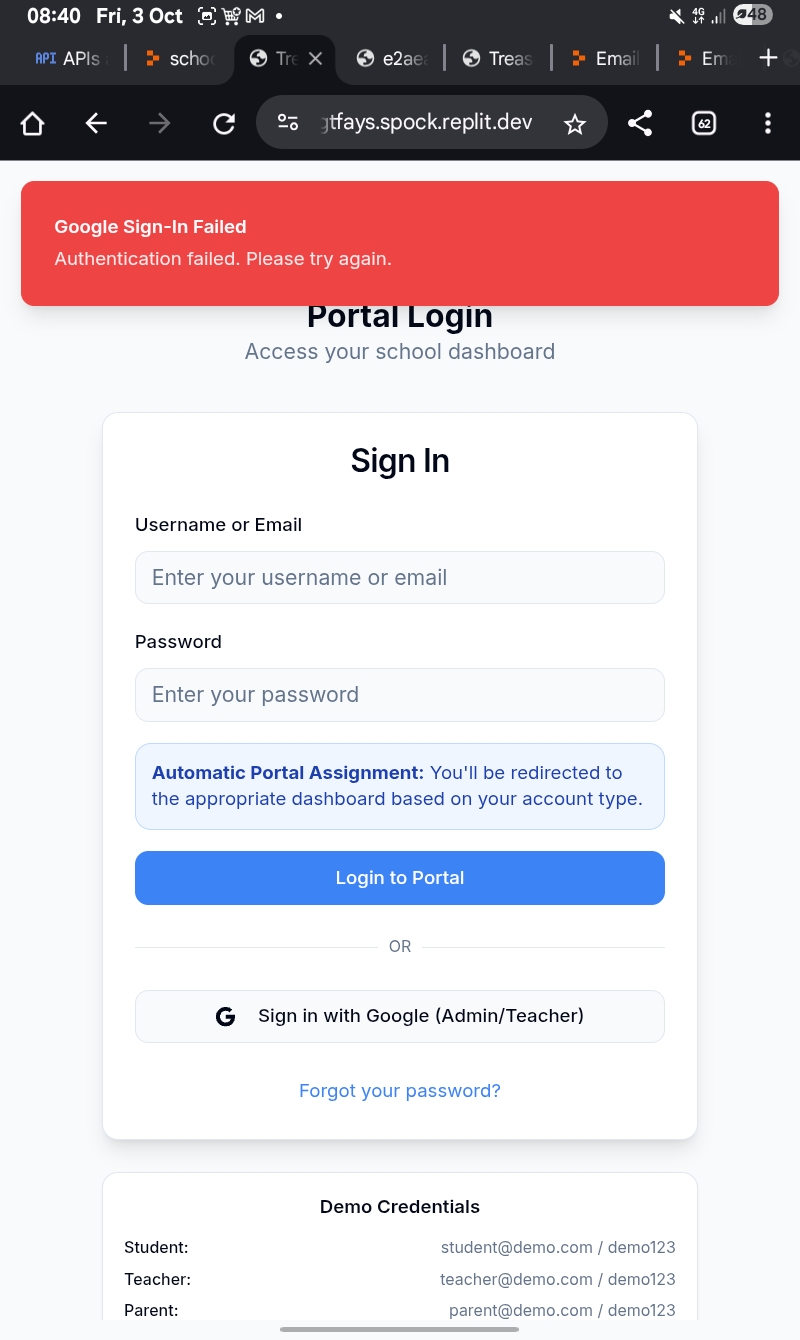 08:40 Fri, 3 Oct 4G 48
API APIs schoo Tre e2aea Treas Email Ema
gtfays.spock.replit.dev 62
Google Sign-In Failed
Authentication failed. Please try again.
Portal Login
Access your school dashboard
Sign In
Username or Email
Enter your username or email
Password
Enter your password
Automatic Portal Assignment: You'll be redirected to
the appropriate dashboard based on your account type.
Login to Portal
OR
G Sign in with Google (Admin/Teacher)
Forgot your password?
Demo Credentials
Student: student@demo.com / demo123
Teacher: teacher@demo.com / demo123
Parent: parent@demo.com / demo123